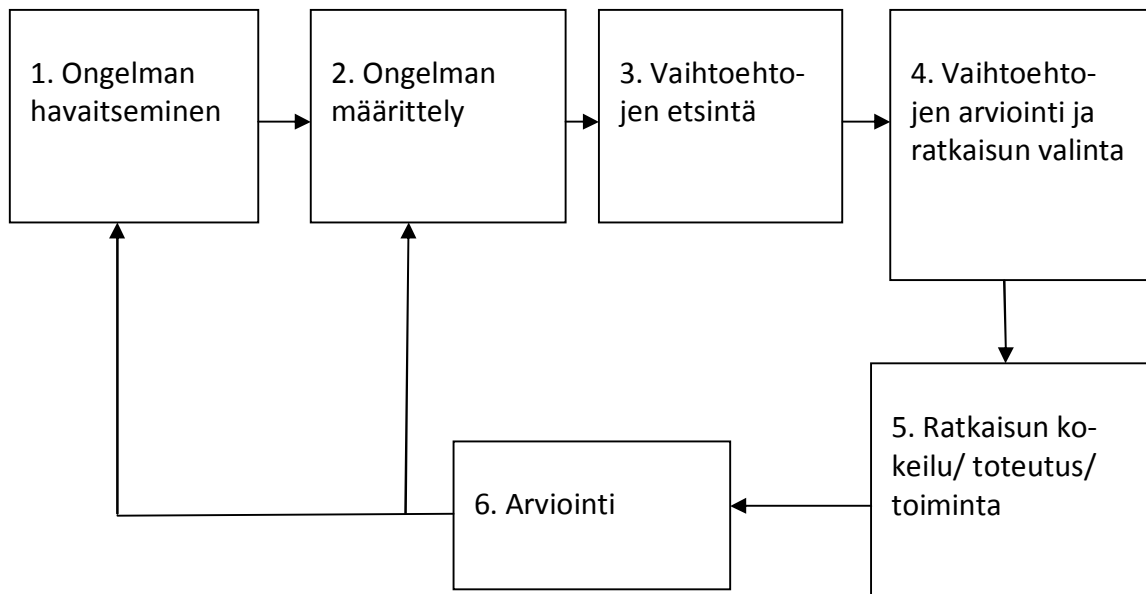 1. Ongelman
havaitseminen
2. Ongelman
määrittely
3. Vaihtoehto-
jen etsintä
4. Vaihtoehto-
jen arviointi ja
ratkaisun valinta
5. Ratkaisun ko-
keilu/ toteutus/
toiminta
6. Arviointi